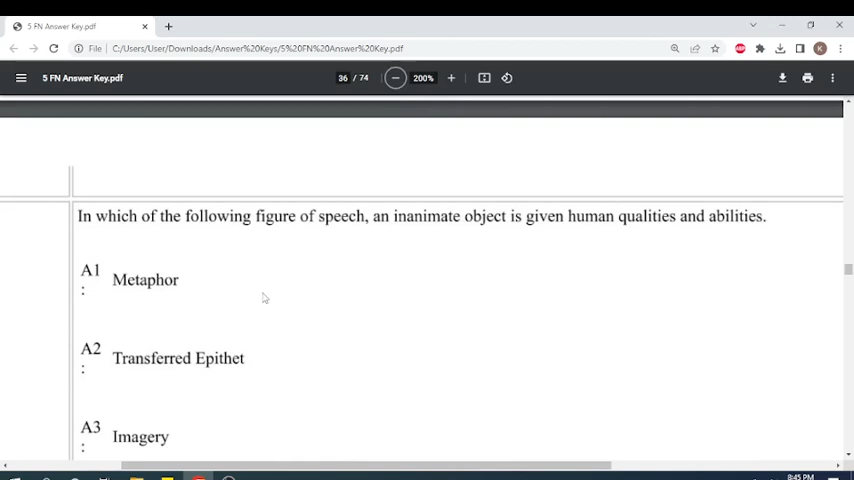 5 FN Answer Key.pdf
File
C:/Users/User/Downloads/Answer%20Keys/5%20FN%20Answer%20Key.pdf
ABP
K
5 FN Answer Key.pdf
36 / 74
200%
In which of the following figure of speech, an inanimate object is given human qualities and abilities.
A1
:
Metaphor
A2
:
Transferred Epithet
A3
:
Imagery
8:45 PM